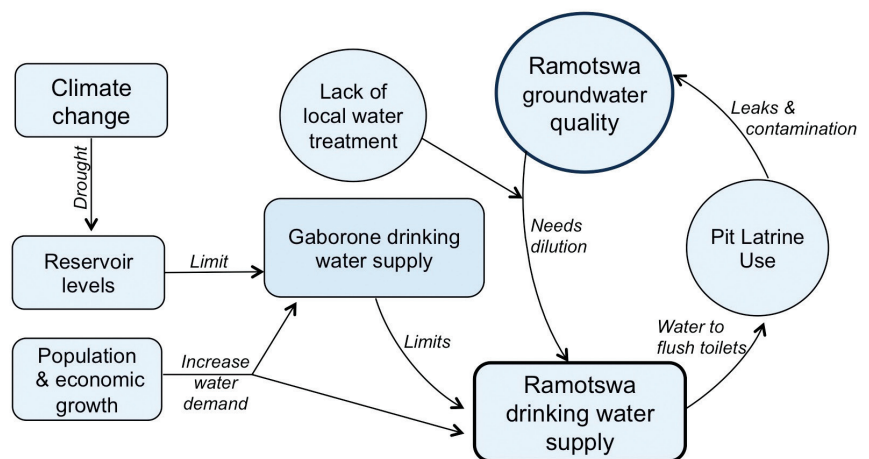 Climate
change
Drought
Reservoir
levels
Limit
Population
& economic
growth
Increase
water
demand
Lack of
local water
treatment
Gaborone drinking
water supply
Limits
Ramotswa
groundwater
quality
Needs
dilution
Leaks &
contamination
Pit Latrine
Use
Water to
flush toilets
Ramotswa
drinking water
supply